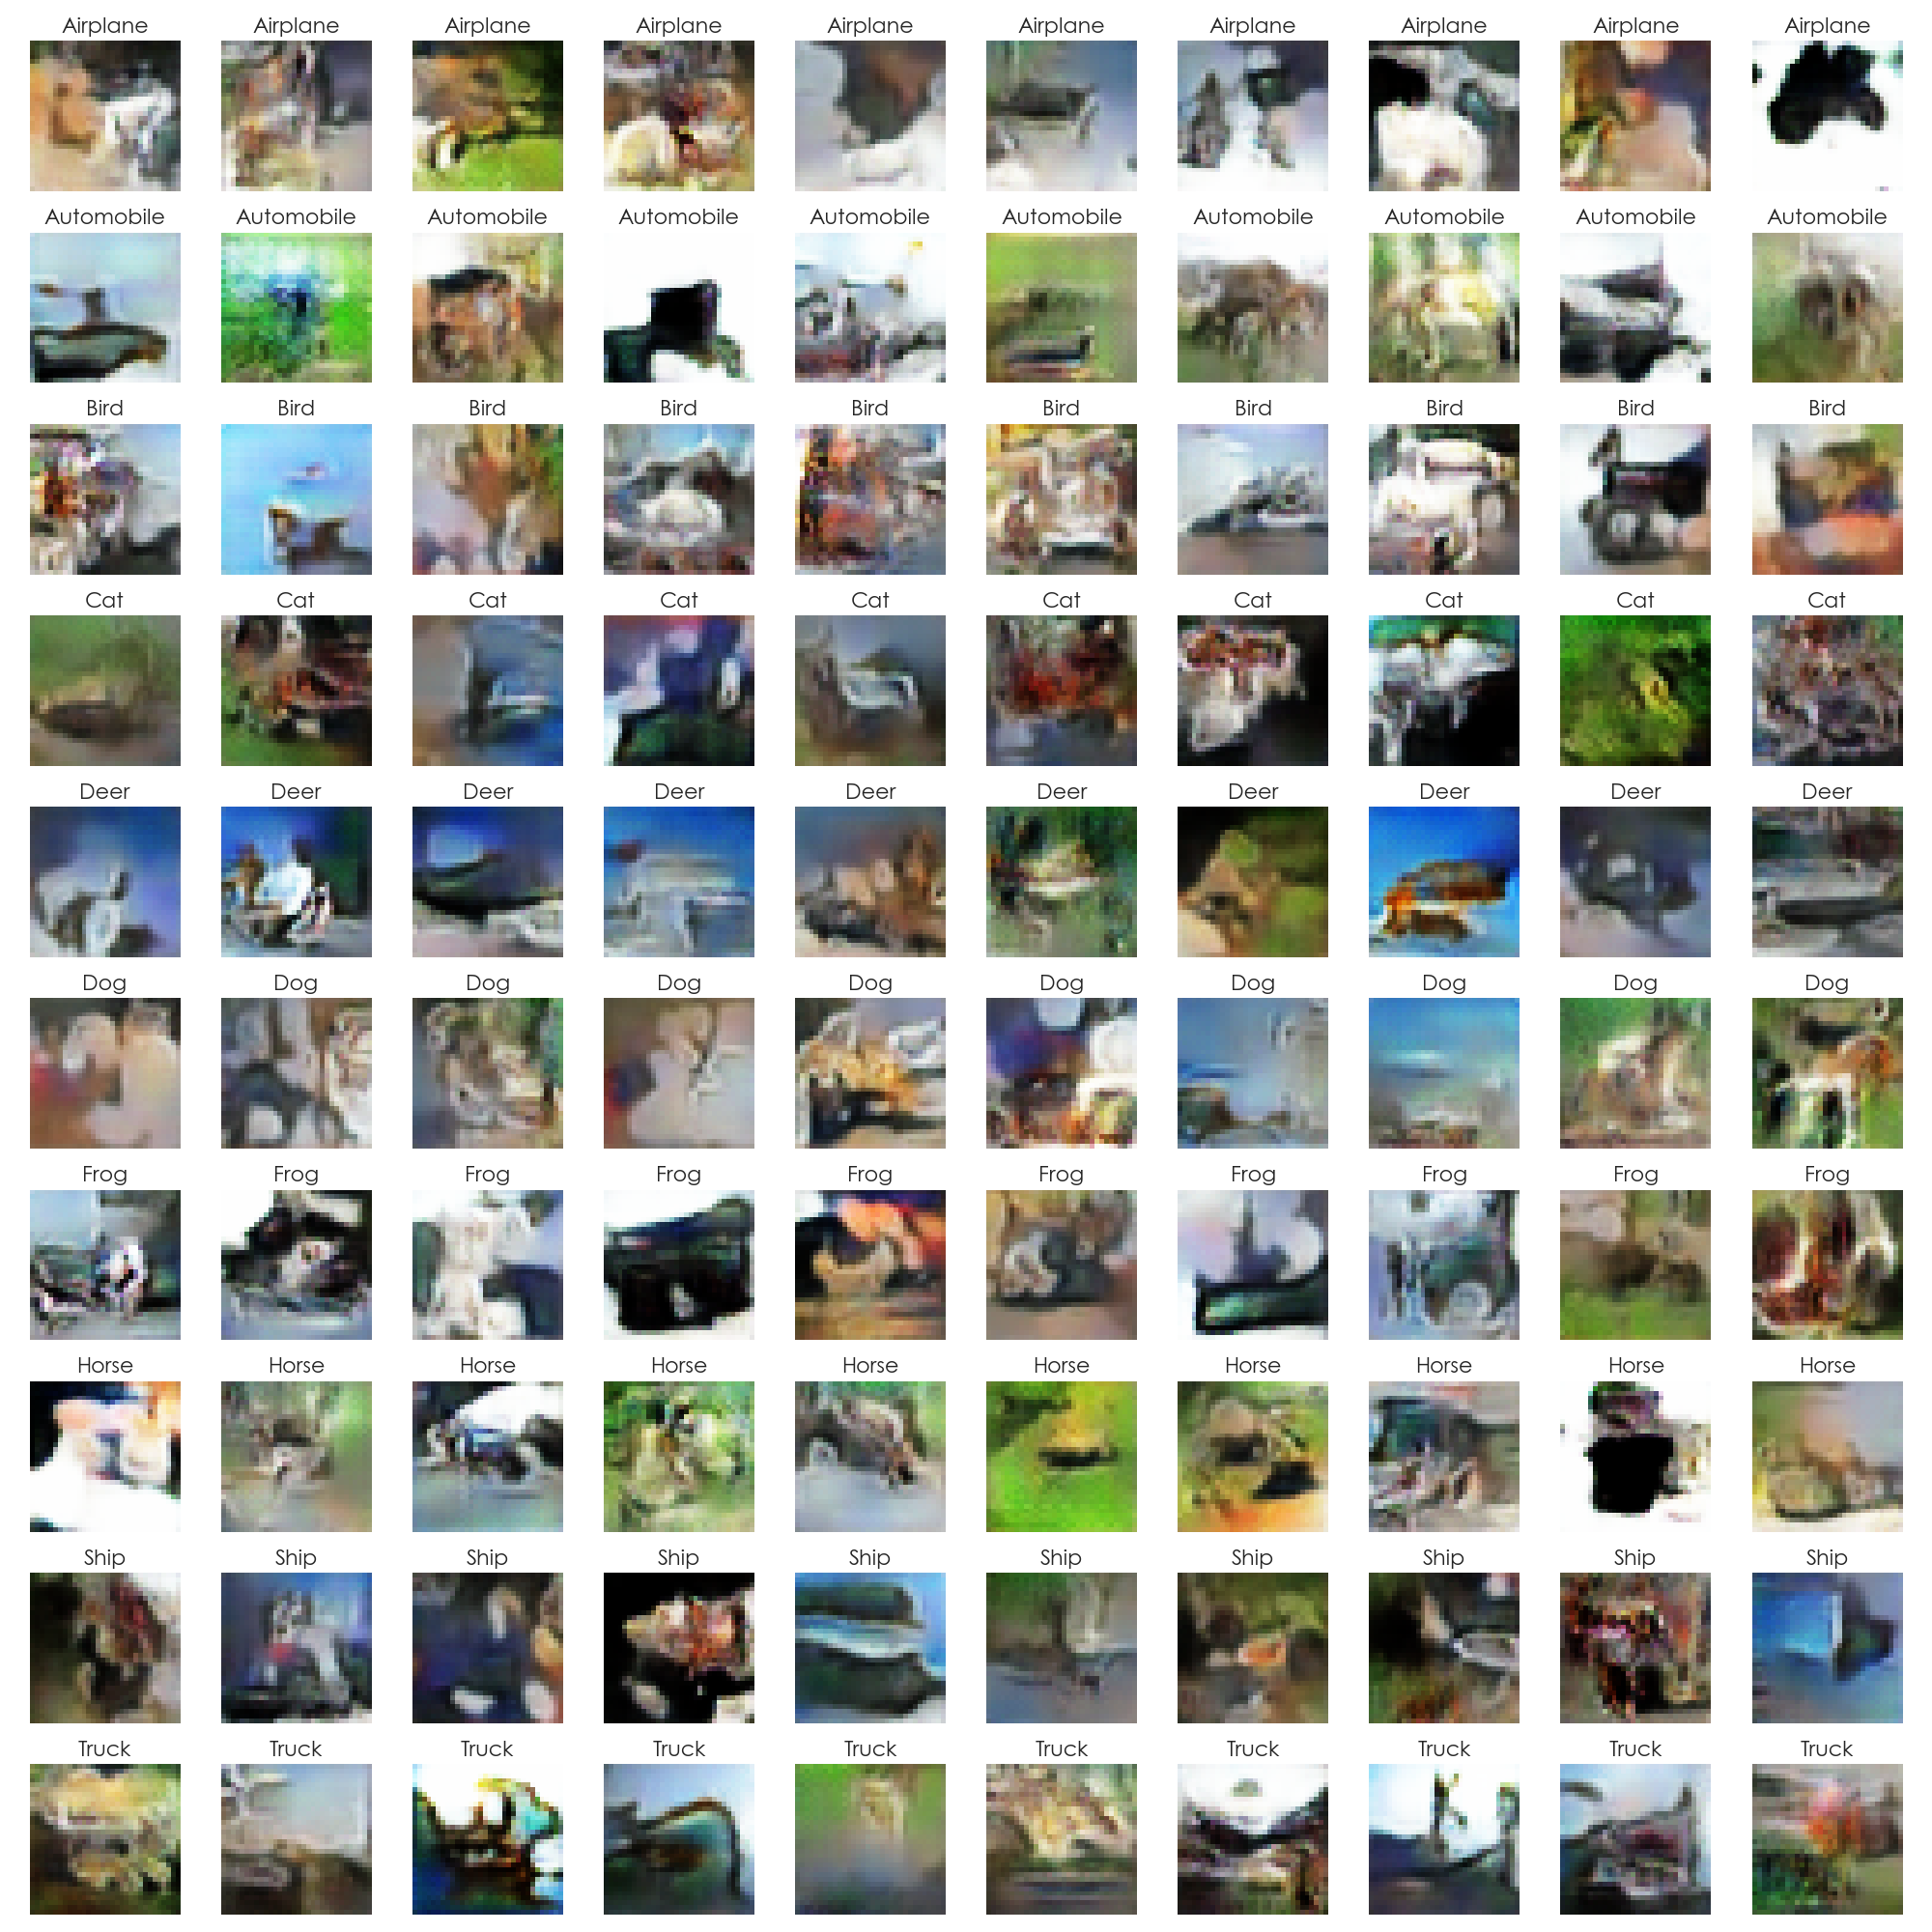 Airplane Airplane Airplane Airplane Airplane Airplane Airplane Airplane Airplane Airplane
Automobile Automobile Automobile Automobile Automobile Automobile Automobile Automobile Automobile Automobile
Bird Bird Bird Bird Bird Bird Bird Bird Bird Bird
Cat Cat Cat Cat Cat Cat Cat Cat Cat Cat
Deer Deer Deer Deer Deer Deer Deer Deer Deer Deer
Dog Dog Dog Dog Dog Dog Dog Dog Dog Dog
Frog Frog Frog Frog Frog Frog Frog Frog Frog Frog
Horse Horse Horse Horse Horse Horse Horse Horse Horse Horse
Ship Ship Ship Ship Ship Ship Ship Ship Ship Ship
Truck Truck Truck Truck Truck Truck Truck Truck Truck Truck